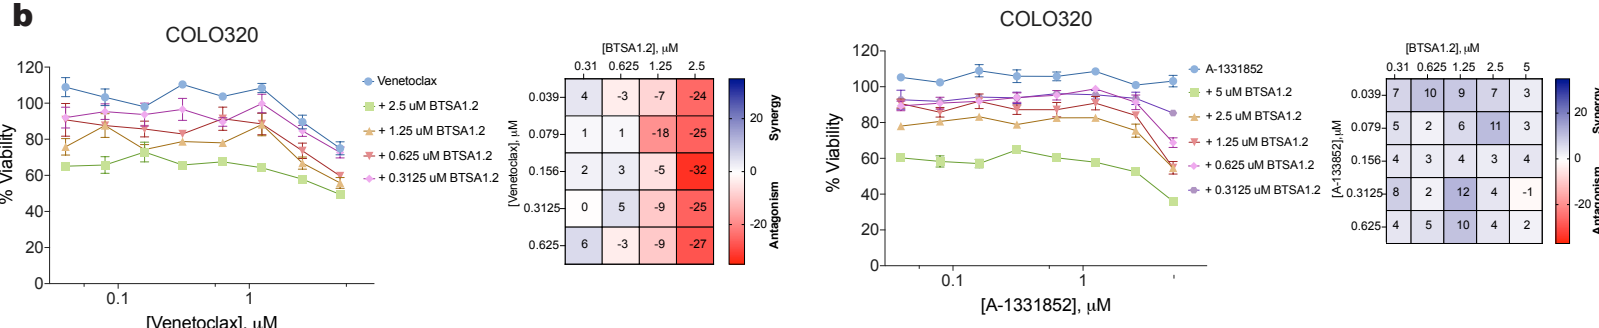 b
COLO320
% Viability
120
100
80
60
40
20
0
0.1
1
[Venetoclax], μM
Venetoclax
+ 2.5 uM BTSA1.2
+ 1.25 uM BTSA1.2
+ 0.625 uM BTSA1.2
+ 0.3125 uM BTSA1.2
[BTSA1.2], μM
0.31 0.625 1.25 2.5
[Venetoclax], μM
0.039 4 -3 -7 -24
0.079 1 1 -18 -25
0.156 2 3 -5 -32
0.3125 0 5 -9 -25
0.625 6 -3 -9 -27
20
0
-20
Synergy
Antagonism
COLO320
% Viability
120
100
80
60
40
20
0
0.1
1
[A-1331852], μM
A-1331852
+ 5 uM BTSA1.2
+ 2.5 uM BTSA1.2
+ 1.25 uM BTSA1.2
+ 0.625 uM BTSA1.2
+ 0.3125 uM BTSA1.2
[BTSA1.2], μM
0.31 0.625 1.25 2.5 5
[A-133852], μM
0.039 7 10 9 7 3
0.079 5 2 6 11 3
0.156 4 3 4 3 4
0.3125 8 2 12 4 -1
0.625 4 5 10 4 2
20
0
-20
Synergy
Antagonism